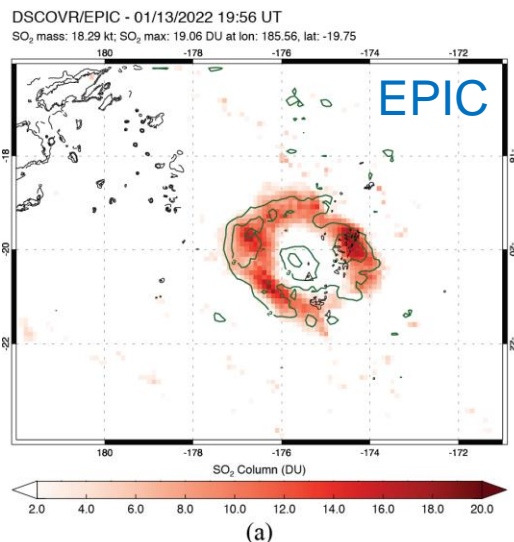 DSCOVR/EPIC - 01/13/2022 19:56 UT
SO₂ mass: 18.29 kt; SO₂ max: 19.06 DU at lon: 185.56, lat: -19.75
180 -178 -176 -174 -172
EPIC
-18 -18
-20 -20
-22 -22
180 -178 -176 -174 -172
SO₂ Column (DU)
2.0 4.0 6.0 8.0 10.0 12.0 14.0 16.0 18.0 20.0
(a)